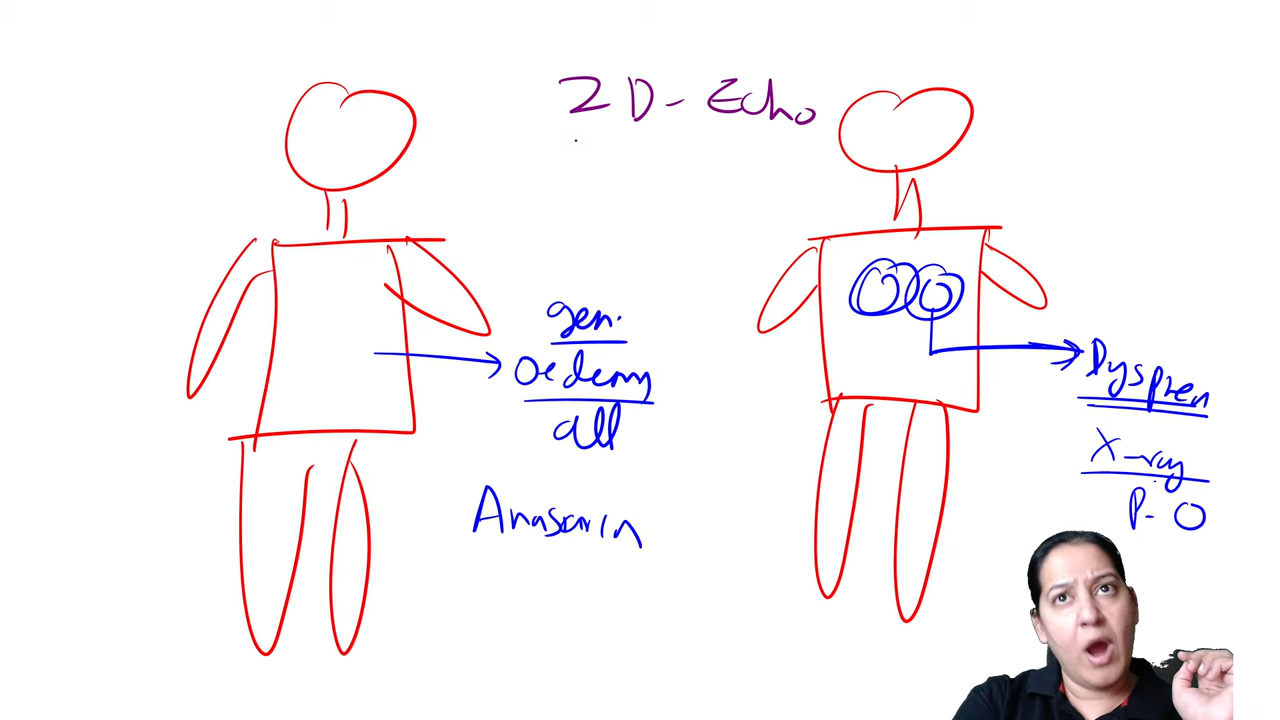 2D-Echo
gen.
Oedema
all
Anasarca
Dyspnea
X-ray
P-O